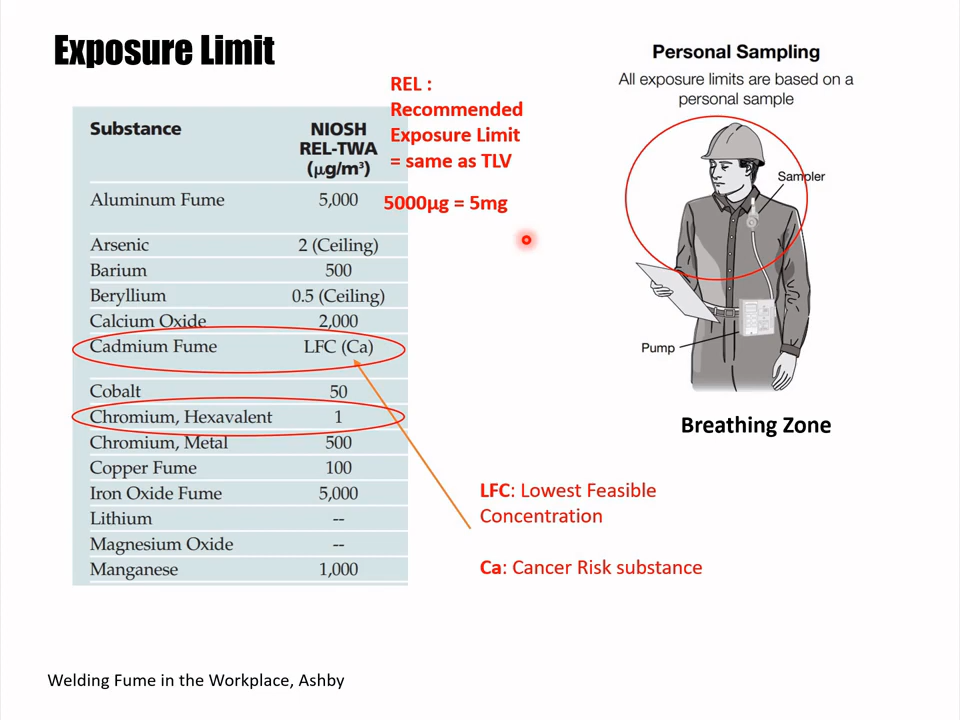 Exposure Limit
Substance
NIOSH
REL-TWA
(µg/m³)
Aluminum Fume 5,000
Arsenic 2 (Ceiling)
Barium 500
Beryllium 0.5 (Ceiling)
Calcium Oxide 2,000
Cadmium Fume LFC (Ca)
Cobalt 50
Chromium, Hexavalent 1
Chromium, Metal 500
Copper Fume 100
Iron Oxide Fume 5,000
Lithium --
Magnesium Oxide --
Manganese 1,000
REL :
Recommended
Exposure Limit
= same as TLV
5000µg = 5mg
Personal Sampling
All exposure limits are based on a
personal sample
Sampler
Pump
Breathing Zone
LFC: Lowest Feasible
Concentration
Ca: Cancer Risk substance
Welding Fume in the Workplace, Ashby